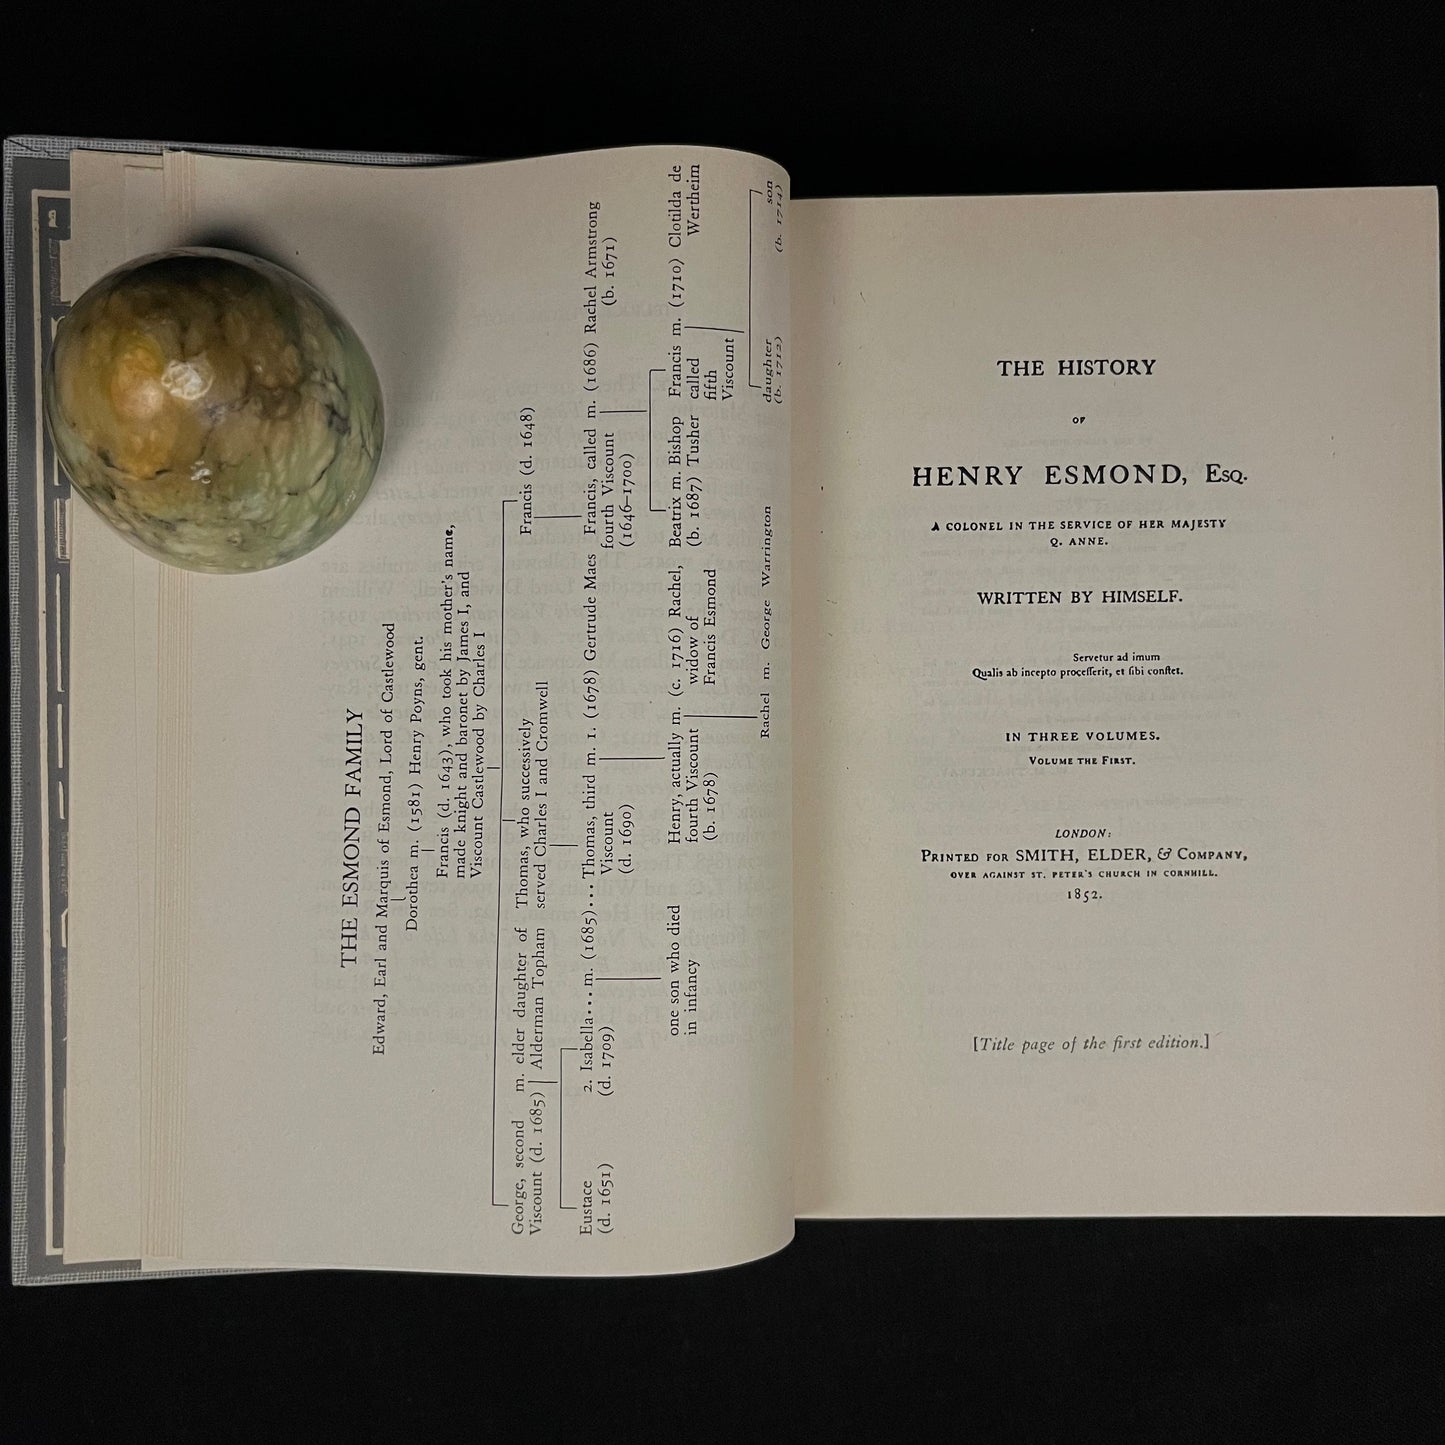 THE ESMOND FAMILY
Edward, Earl and Marquis of Esmond, Lord of Castlewood
Dorothea m. (1581) Henry Poyns, gent.
Francis (d. 1643), who took his mother's name,
made knight and baronet by James I, and
Viscount Castlewood by Charles I
George, second
Viscount (d. 1685)
m. elder daughter of
Alderman Topham
Thomas, who successively
served Charles I and Cromwell
Francis (d. 1648)
Eustace
(d. 1651)
2. Isabella... m. (1685)... Thomas, third m. 1. (1678) Gertrude Maes
(d. 1709)
Viscount
(d. 1690)
Francis, called m. (1686) Rachel Armstrong
fourth Viscount
(1646–1700)
(b. 1671)
one son who died
in infancy
Henry, actually m. (c. 1716) Rachel,
fourth Viscount
(b. 1678)
widow of
Francis Esmond
Beatrix m. Bishop
(b. 1687) Tusher
Francis m. (1710) Clotilda de
called
fifth
Viscount
Wertheim
Rachel m. George Warrington
daughter
(b. 1712)
son
(b. 1714)
THE HISTORY
OF
HENRY ESMOND, Esq.
A COLONEL IN THE SERVICE OF HER MAJESTY
Q. ANNE.
WRITTEN BY HIMSELF.
Servetur ad imum
Qualis ab incepto procefſerit, et ſibi conſtet.
IN THREE VOLUMES.
Volume the First.
LONDON:
Printed for SMITH, ELDER, & Company,
OVER AGAINST ST. PETER'S CHURCH IN CORNHILL.
1852.
[Title page of the first edition.]